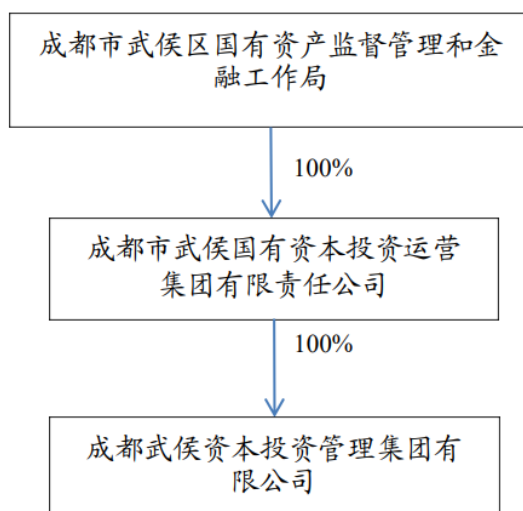 成都市武侯区国有资产监督管理和金
融工作局
100%
成都市武侯国有资本投资运营
集团有限责任公司
100%
成都武侯资本投资管理集团有
限公司